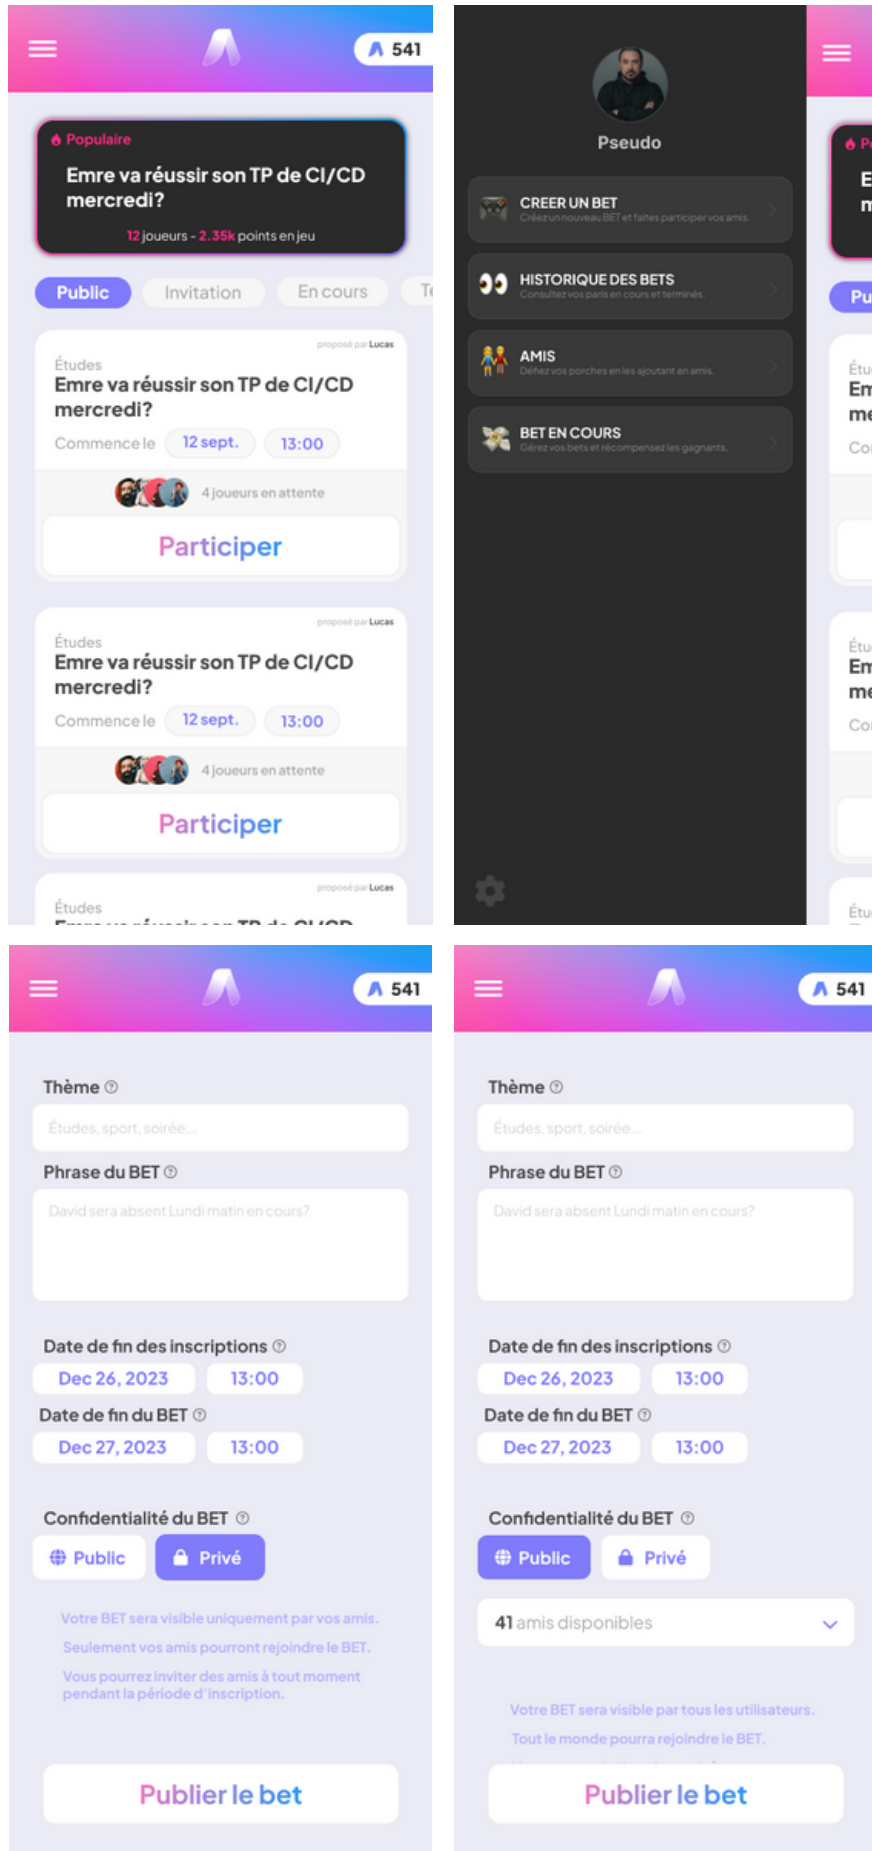 541
Populaire
Emre va réussir son TP de CI/CD
mercredi?
12 joueurs - 2.35k points en jeu
Public
Invitation
En cours
proposé par Lucas
Études
Emre va réussir son TP de CI/CD
mercredi?
Commence le 12 sept. 13:00
4 joueurs en attente
Participer
proposé par Lucas
Études
Emre va réussir son TP de CI/CD
mercredi?
Commence le 12 sept. 13:00
4 joueurs en attente
Participer
proposé par Lucas
Études
Pseudo
CREER UN BET
Créez un nouveau BET et faites participer vos amis.
HISTORIQUE DES BETS
Consultez vos paris en cours et terminés.
AMIS
Défiez vos porches en les ajoutant en amis.
BET EN COURS
Gérez vos bets et récompensez les gagnants.
541
Thème
Études, sport, soirée...
Phrase du BET
David sera absent Lundi matin en cours?
Date de fin des inscriptions
Dec 26, 2023 13:00
Date de fin du BET
Dec 27, 2023 13:00
Confidentialité du BET
Public
Privé
Votre BET sera visible uniquement par vos amis.
Seulement vos amis pourront rejoindre le BET.
Vous pourrez inviter des amis à tout moment
pendant la période d'inscription.
Publier le bet
541
Thème
Études, sport, soirée...
Phrase du BET
David sera absent Lundi matin en cours?
Date de fin des inscriptions
Dec 26, 2023 13:00
Date de fin du BET
Dec 27, 2023 13:00
Confidentialité du BET
Public
Privé
41 amis disponibles
Votre BET sera visible par tous les utilisateurs.
Tout le monde pourra rejoindre le BET.
Publier le bet